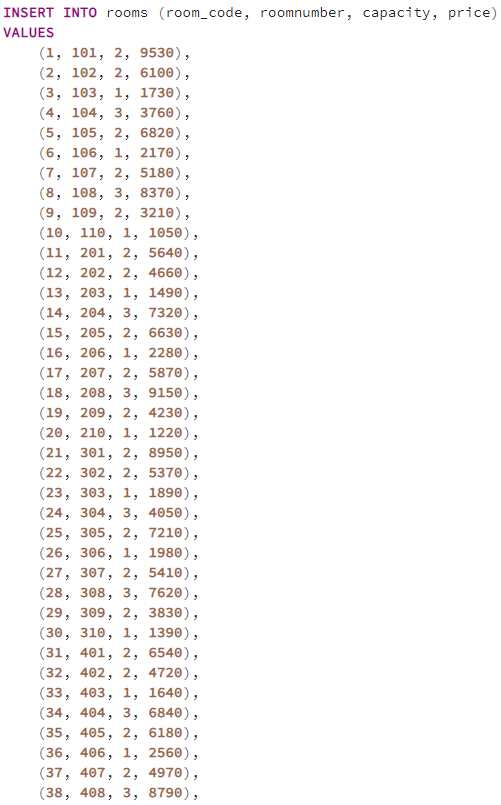 INSERT INTO rooms (room_code, roomnumber, capacity, price)
VALUES
(1, 101, 2, 9530),
(2, 102, 2, 6100),
(3, 103, 1, 1730),
(4, 104, 3, 3760),
(5, 105, 2, 6820),
(6, 106, 1, 2170),
(7, 107, 2, 5180),
(8, 108, 3, 8370),
(9, 109, 2, 3210),
(10, 110, 1, 1050),
(11, 201, 2, 5640),
(12, 202, 2, 4660),
(13, 203, 1, 1490),
(14, 204, 3, 7320),
(15, 205, 2, 6630),
(16, 206, 1, 2280),
(17, 207, 2, 5870),
(18, 208, 3, 9150),
(19, 209, 2, 4230),
(20, 210, 1, 1220),
(21, 301, 2, 8950),
(22, 302, 2, 5370),
(23, 303, 1, 1890),
(24, 304, 3, 4050),
(25, 305, 2, 7210),
(26, 306, 1, 1980),
(27, 307, 2, 5410),
(28, 308, 3, 7620),
(29, 309, 2, 3830),
(30, 310, 1, 1390),
(31, 401, 2, 6540),
(32, 402, 2, 4720),
(33, 403, 1, 1640),
(34, 404, 3, 6840),
(35, 405, 2, 6180),
(36, 406, 1, 2560),
(37, 407, 2, 4970),
(38, 408, 3, 8790),